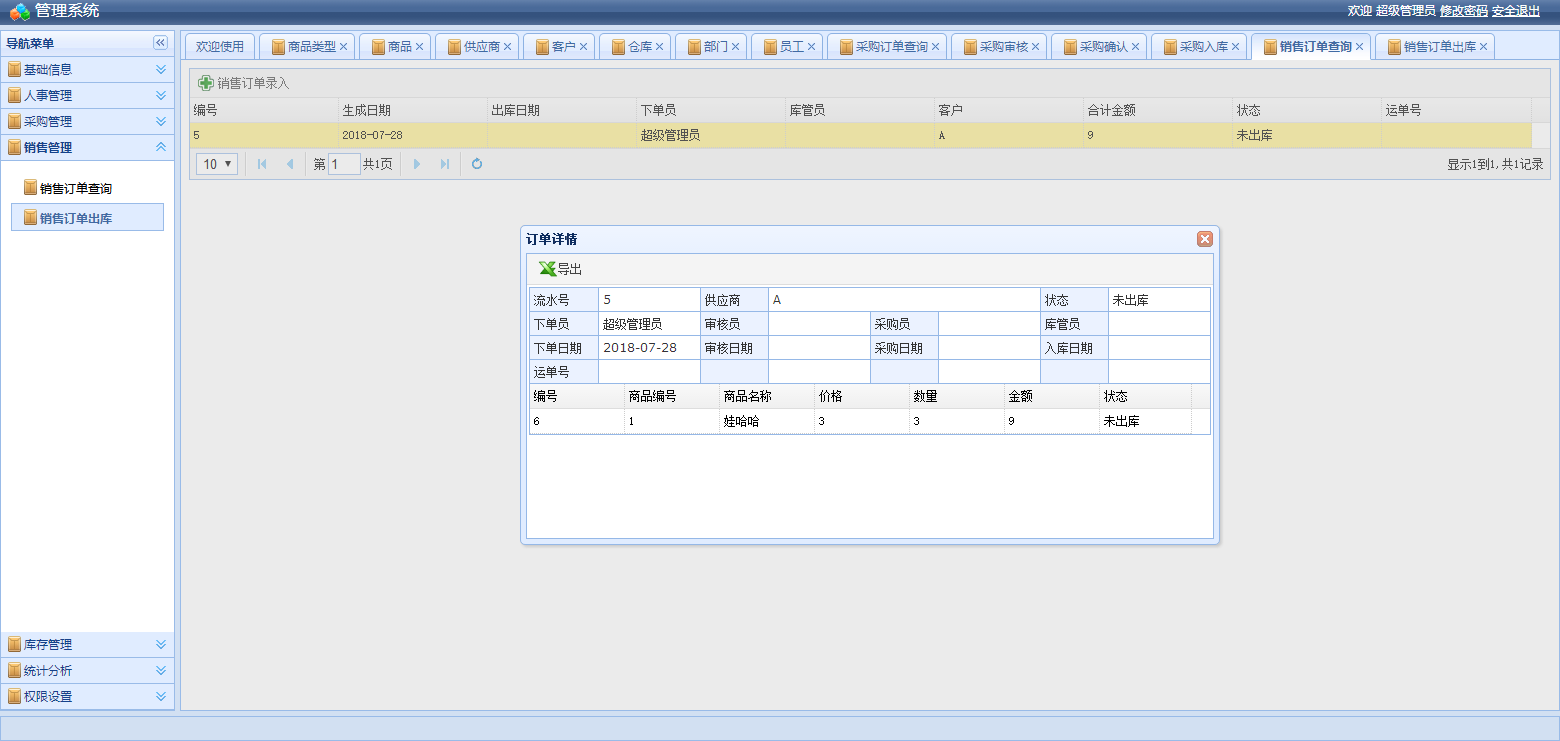 管理系统
欢迎 超级管理员 修改密码 安全退出
导航菜单
基础信息
人事管理
采购管理
销售管理
销售订单查询
销售订单出库
库存管理
统计分析
权限设置
欢迎使用 商品类型 商品 供应商 客户 仓库 部门 员工 采购订单查询 采购审核 采购确认 采购入库 销售订单查询 销售订单出库
销售订单录入
编号 生成日期 出库日期 下单员 库管员 客户 合计金额 状态 运单号
5 2018-07-28 超级管理员 A 9 未出库
10 第 1 共1页 显示1到1, 共1记录
订单详情
导出
流水号 5 供应商 A 状态 未出库
下单员 超级管理员 审核员 采购员 库管员
下单日期 2018-07-28 审核日期 采购日期 入库日期
运单号
编号 商品编号 商品名称 价格 数量 金额 状态
6 1 娃哈哈 3 3 9 未出库